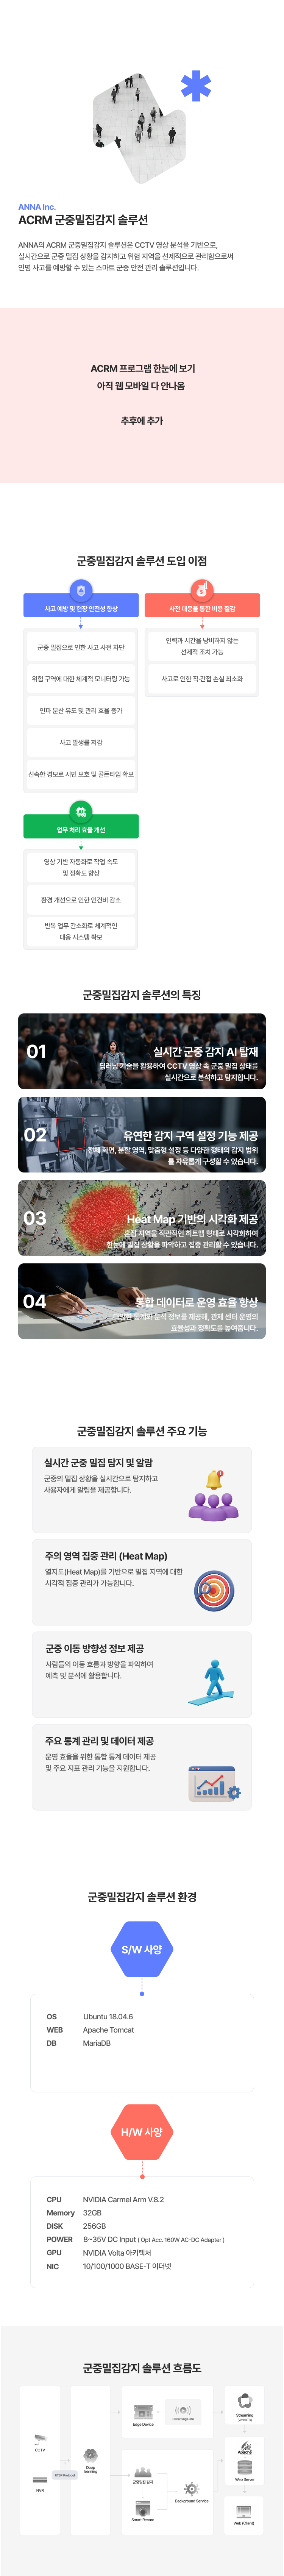 ANNA Inc.
ACRM 군중밀집감지 솔루션
ANNA의 ACRM 군중밀집감지 솔루션은 CCTV 영상 분석을 기반으로,
실시간으로 군중 밀집 상황을 감지하고 위험 지역을 선제적으로 관리함으로써
인명 사고를 예방할 수 있는 스마트 군중 안전 관리 솔루션입니다.
ACRM 프로그램 한눈에 보기
아직 웹 모바일 다 안나옴
추후에 추가
군중밀집감지 솔루션 도입 이점
사고 예방 및 현장 안전성 향상
군중 밀집으로 인한 사고 사전 차단
위험 구역에 대한 체계적 모니터링 가능
인파 분산 유도 및 관리 효율 증가
사고 발생률 저감
신속한 경보로 시민 보호 및 골든타임 확보
사전 대응을 통한 비용 절감
인력과 시간을 낭비하지 않는
선제적 조치 가능
사고로 인한 직·간접 손실 최소화
업무 처리 효율 개선
영상 기반 자동화로 작업 속도
및 정확도 향상
환경 개선으로 인한 인건비 감소
반복 업무 간소화로 체계적인
대응 시스템 확보
군중밀집감지 솔루션의 특징
01
실시간 군중 감지 AI 탑재
딥러닝 기술을 활용하여 CCTV 영상 속 군중 밀집 상태를
실시간으로 분석하고 탐지합니다.
02
유연한 감지 구역 설정 기능 제공
전체 화면, 분할 영역, 맞춤형 설정 등 다양한 형태의 감지 범위
를 자유롭게 구성할 수 있습니다.
03
Heat Map 기반의 시각화 제공
혼잡 지역을 직관적인 히트맵 형태로 시각화하여
한눈에 밀집 상황을 파악하고 집중 관리할 수 있습니다.
04
통합 데이터로 운영 효율 향상
통계와 분석 정보를 제공해, 관제 센터 운영의
효율성과 정확도를 높여줍니다.
군중밀집감지 솔루션 주요 기능
실시간 군중 밀집 탐지 및 알람
군중의 밀집 상황을 실시간으로 탐지하고
사용자에게 알림을 제공합니다.
주의 영역 집중 관리 (Heat Map)
열지도(Heat Map)를 기반으로 밀집 지역에 대한
시각적 집중 관리가 가능합니다.
군중 이동 방향성 정보 제공
사람들의 이동 흐름과 방향을 파악하여
예측 및 분석에 활용합니다.
주요 통계 관리 및 데이터 제공
운영 효율을 위한 통합 통계 데이터 제공
및 주요 지표 관리 기능을 지원합니다.
군중밀집감지 솔루션 환경
S/W 사양
OS Ubuntu 18.04.6
WEB Apache Tomcat
DB MariaDB
H/W 사양
CPU NVIDIA Carmel Arm V.8.2
Memory 32GB
DISK 256GB
POWER 8~35V DC Input ( Opt Acc. 160W AC-DC Adapter )
GPU NVIDIA Volta 아키텍처
NIC 10/100/1000 BASE-T 이더넷
군중밀집감지 솔루션 흐름도
CCTV
NVR
RTSP Protocol
Deep
learning
Edge Device
Streaming Data
군중밀집 감지
Smart Record
Background Service
Streaming
(WebRTC)
Apache
Web Server
Web (Client)